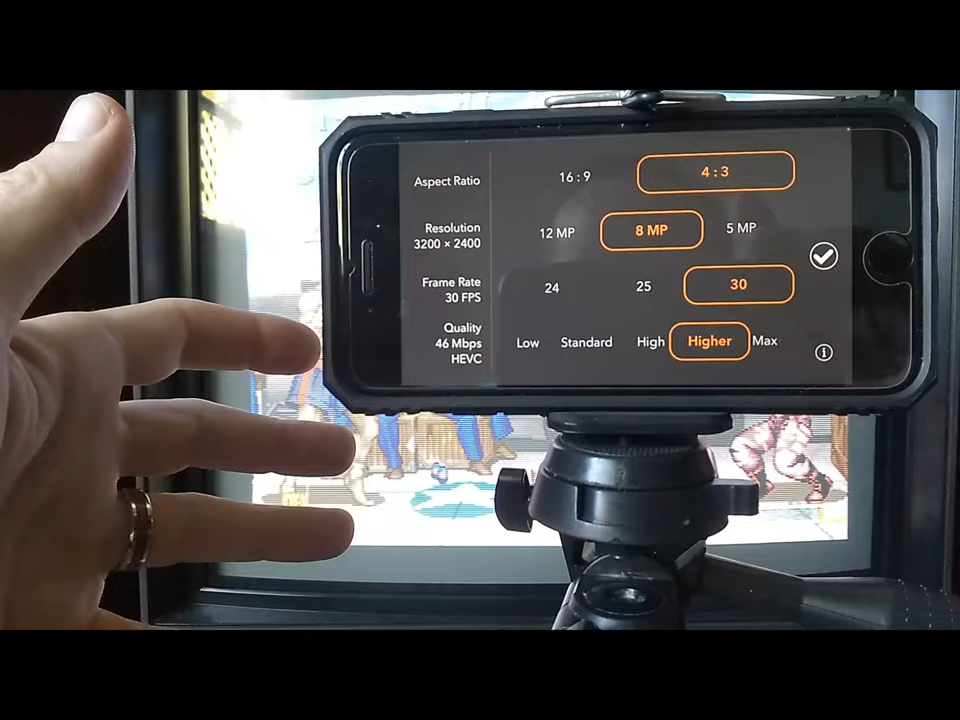 Aspect Ratio 16:9 4:3
Resolution
3200 × 2400
12 MP 8 MP 5 MP
Frame Rate
30 FPS
24 25 30
Quality
46 Mbps
HEVC
Low Standard High Higher Max